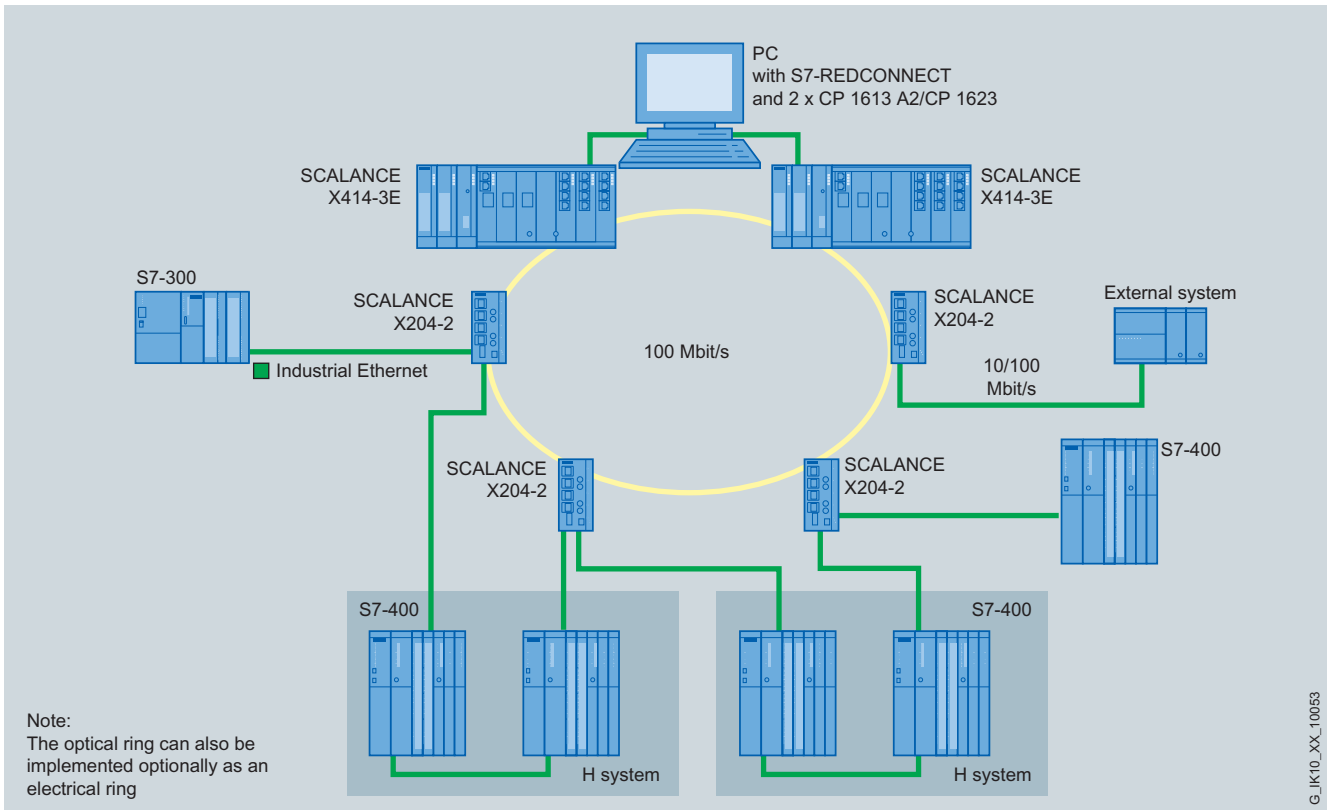 PC
with S7-REDCONNECT
and 2 x CP 1613 A2/CP 1623
SCALANCE
X414-3E
SCALANCE
X414-3E
S7-300
SCALANCE
X204-2
SCALANCE
X204-2
External system
100 Mbit/s
10/100
Mbit/s
Industrial Ethernet
SCALANCE
X204-2
SCALANCE
X204-2
S7-400
S7-400
S7-400
H system
H system
Note:
The optical ring can also be
implemented optionally as an
electrical ring
G_IK10_XX_10053